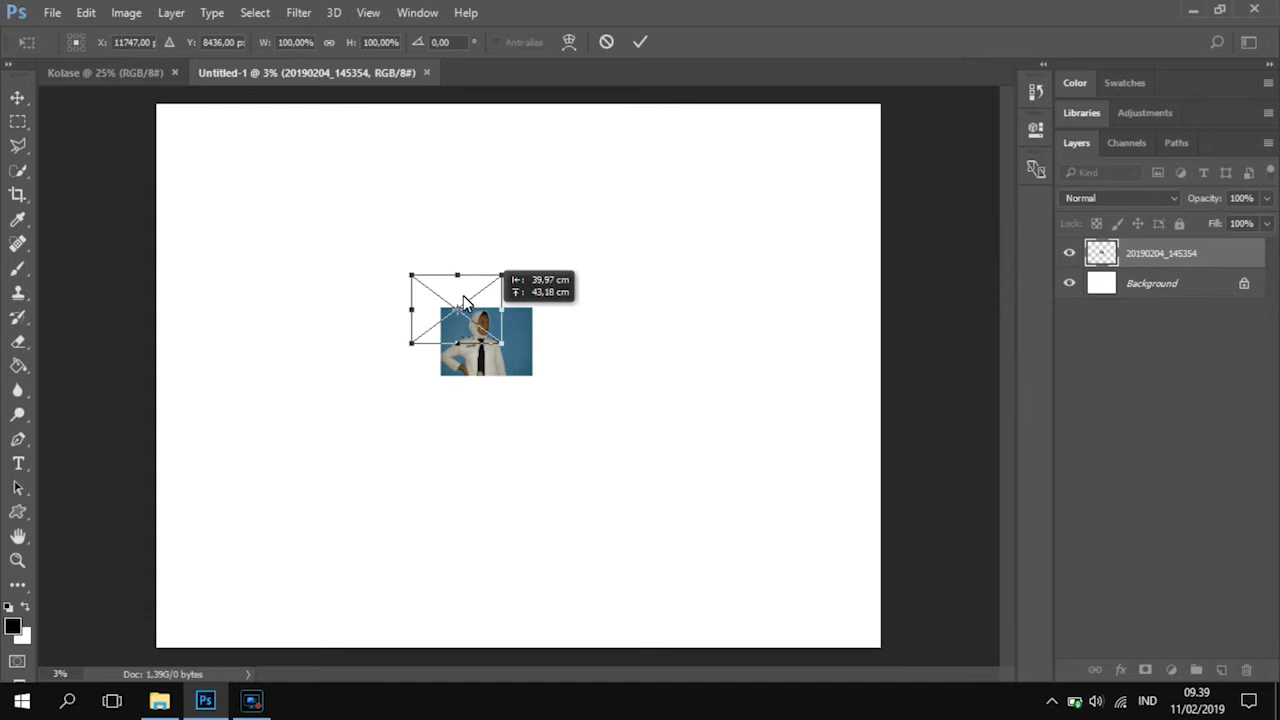 Ps File Edit Image Layer Type Select Filter 3D View Window Help
X: 11747,00 p Y: 8436,00 p W: 100,00% H: 100,00% 0,00 ° Anti-alias
Kolase @ 25% (RGB/8#) × Untitled-1 @ 3% (20190204_145354, RGB/8#) ×
Color Swatches
Libraries Adjustments
Layers Channels Paths
Kind
Normal Opacity: 100%
Lock: Fill: 100%
20190204_145354
Background
39,97 cm
43,18 cm
3% Doc: 1,39G/0 bytes
Ps IND 09.39
11/02/2019